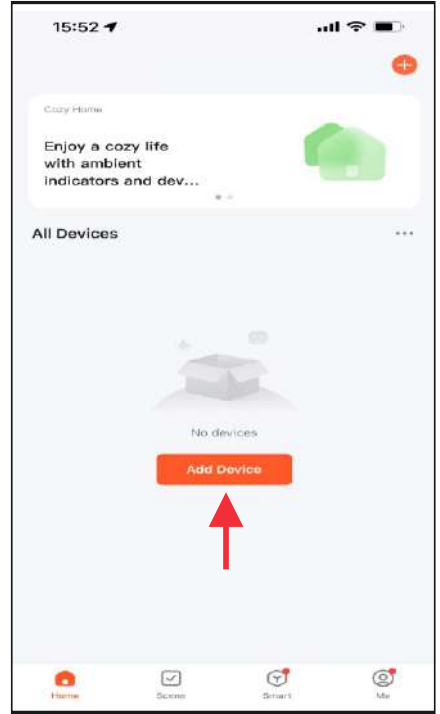 15:52
Cozy Home
Enjoy a cozy life
with ambient
indicators and dev...
All Devices
No devices
Add Device
Home Scene Smart Me